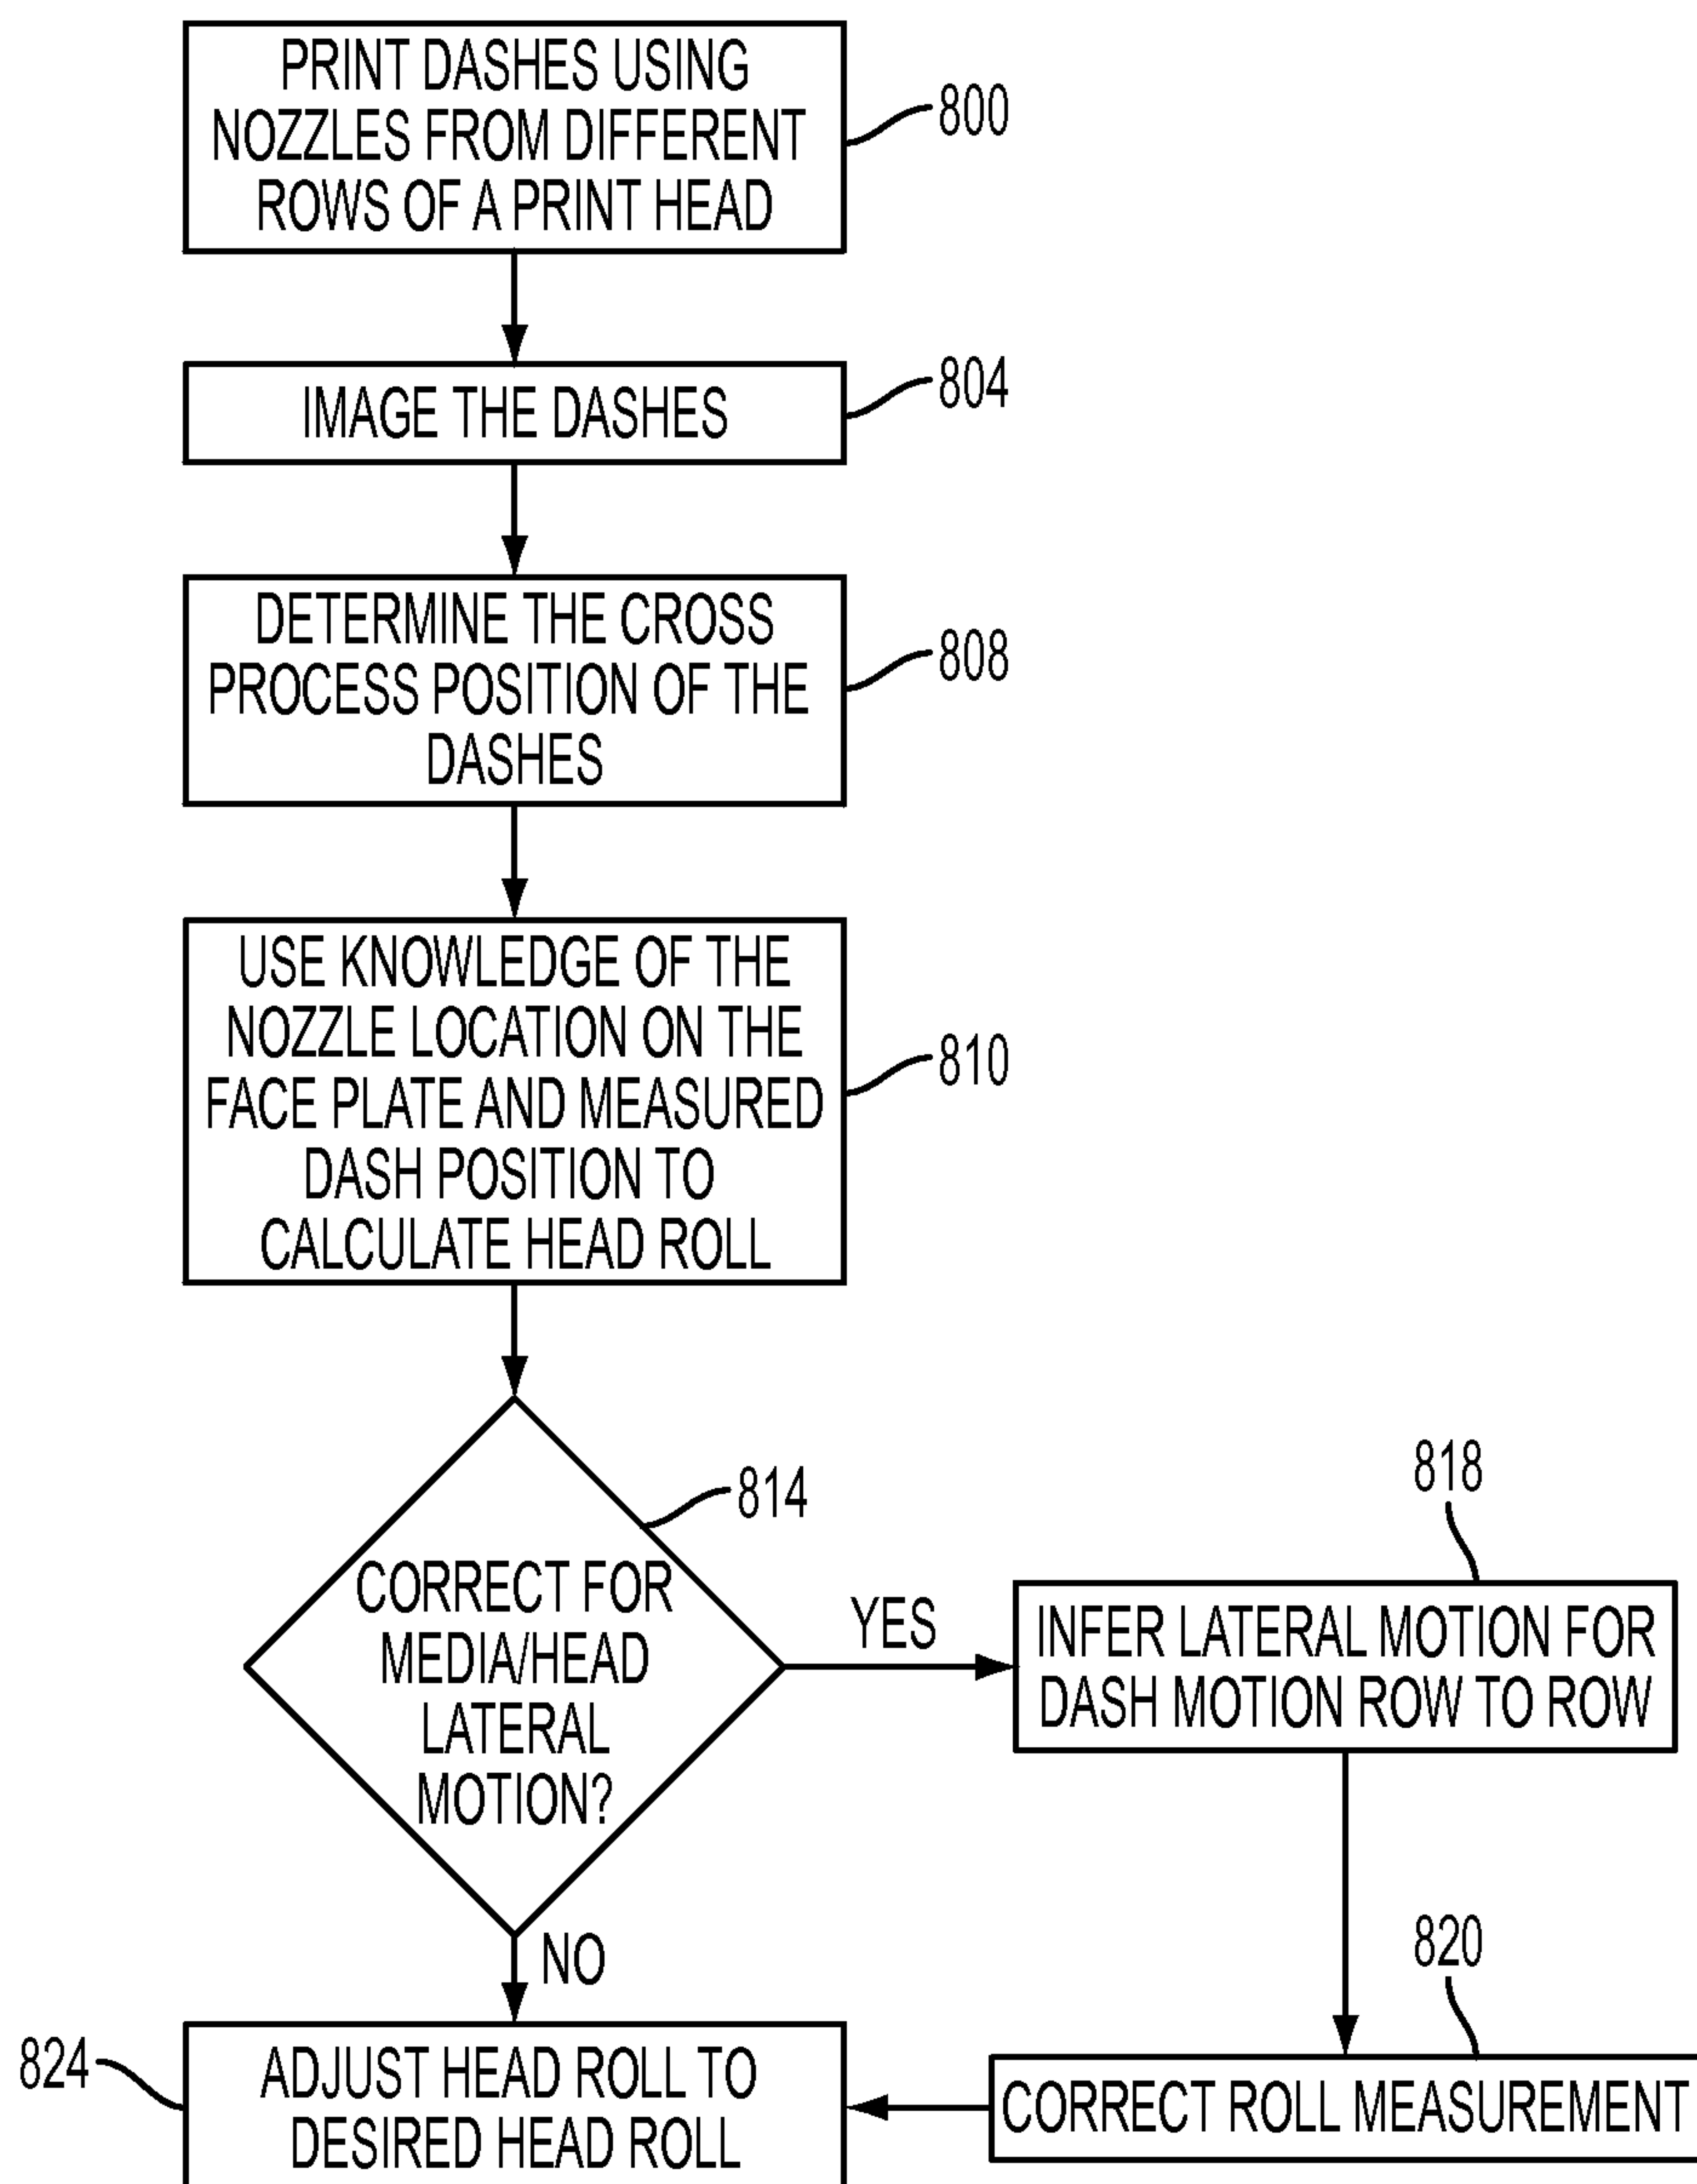 PRINT DASHES USING
NOZZLES FROM DIFFERENT
ROWS OF A PRINT HEAD
800
IMAGE THE DASHES
804
DETERMINE THE CROSS
PROCESS POSITION OF THE
DASHES
808
USE KNOWLEDGE OF THE
NOZZLE LOCATION ON THE
FACE PLATE AND MEASURED
DASH POSITION TO
CALCULATE HEAD ROLL
810
814
CORRECT FOR
MEDIA/HEAD
LATERAL
MOTION?
YES
818
INFER LATERAL MOTION FOR
DASH MOTION ROW TO ROW
NO
820
CORRECT ROLL MEASUREMENT
824
ADJUST HEAD ROLL TO
DESIRED HEAD ROLL